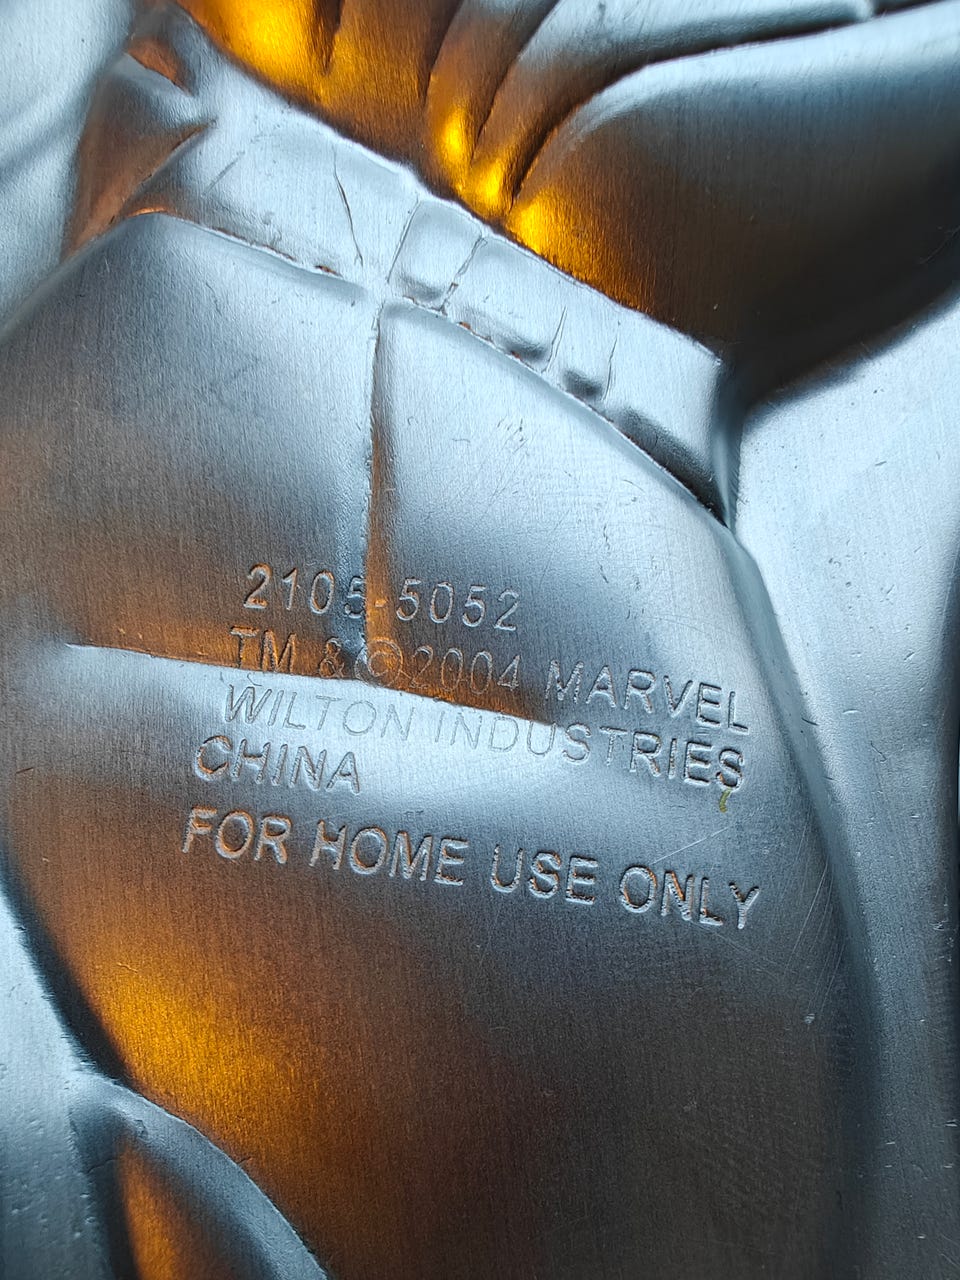 2105-5052
TM & ©2004 MARVEL
WILTON INDUSTRIES
CHINA
FOR HOME USE ONLY